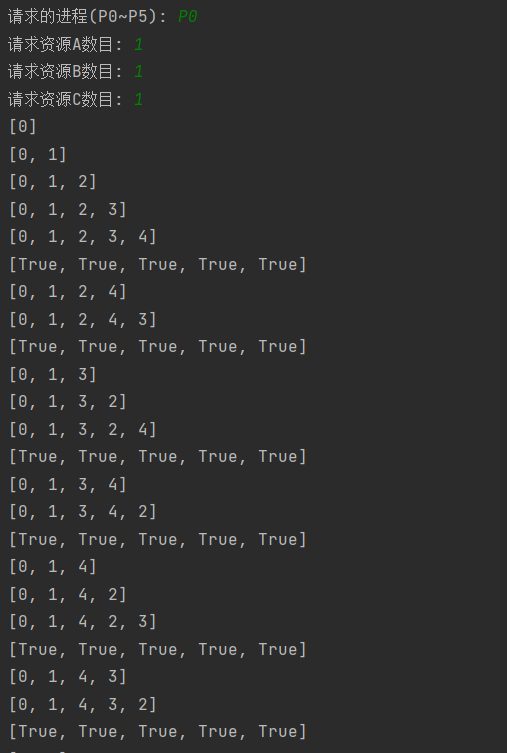 请求的进程(P0~P5): P0
请求资源A数目: 1
请求资源B数目: 1
请求资源C数目: 1
[0]
[0, 1]
[0, 1, 2]
[0, 1, 2, 3]
[0, 1, 2, 3, 4]
[True, True, True, True, True]
[0, 1, 2, 4]
[0, 1, 2, 4, 3]
[True, True, True, True, True]
[0, 1, 3]
[0, 1, 3, 2]
[0, 1, 3, 2, 4]
[True, True, True, True, True]
[0, 1, 3, 4]
[0, 1, 3, 4, 2]
[True, True, True, True, True]
[0, 1, 4]
[0, 1, 4, 2]
[0, 1, 4, 2, 3]
[True, True, True, True, True]
[0, 1, 4, 3]
[0, 1, 4, 3, 2]
[True, True, True, True, True]